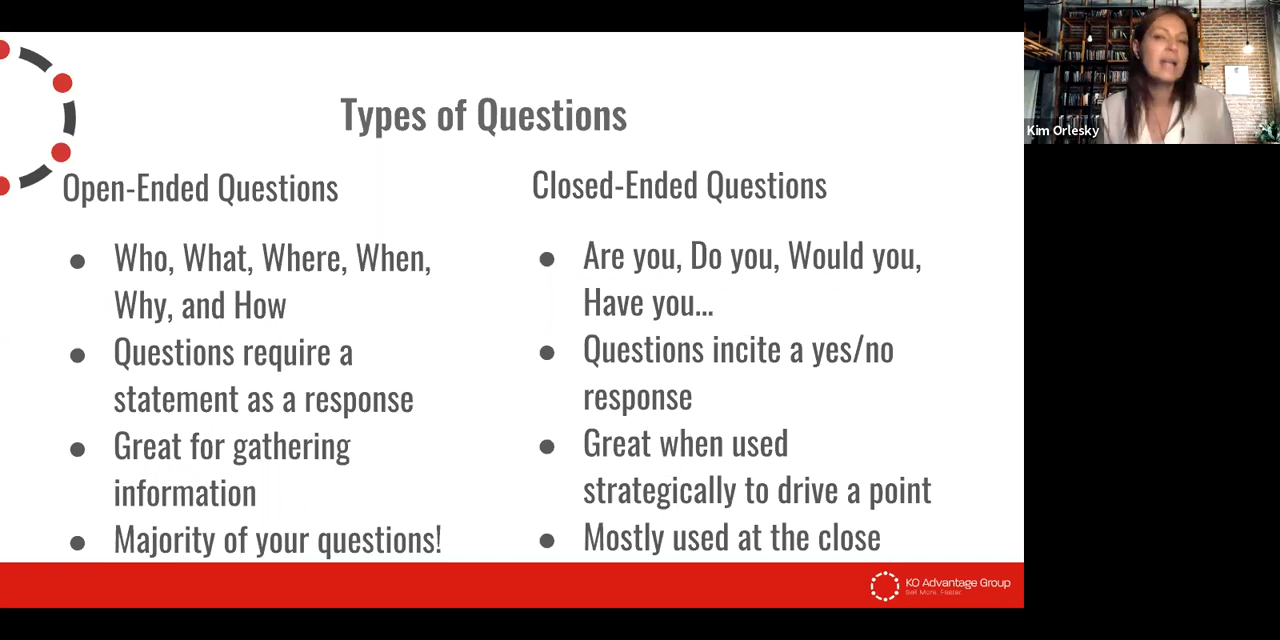 Types of Questions
Open-Ended Questions
Who, What, Where, When,
Why, and How
Questions require a
statement as a response
Great for gathering
information
Majority of your questions!
Closed-Ended Questions
Are you, Do you, Would you,
Have you...
Questions incite a yes/no
response
Great when used
strategically to drive a point
Mostly used at the close
KO Advantage Group
Sell More. Faster.
Kim Orlesky